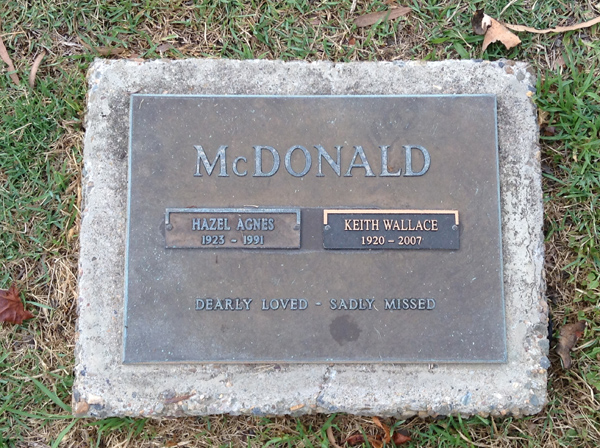 McDONALD
HAZEL AGNES
1923 - 1991
KEITH WALLACE
1920 - 2007
DEARLY LOVED - SADLY MISSED